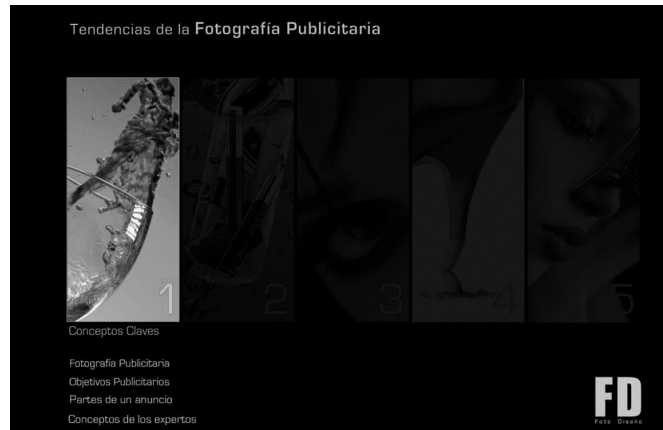 Tendencias de la Fotografía Publicitaria
1
2
3
4
5
Conceptos Claves
Fotografía Publicitaria
Objetivos Publicitarios
Partes de un anuncio
Conceptos de los expertos
FD
Foto Diseño